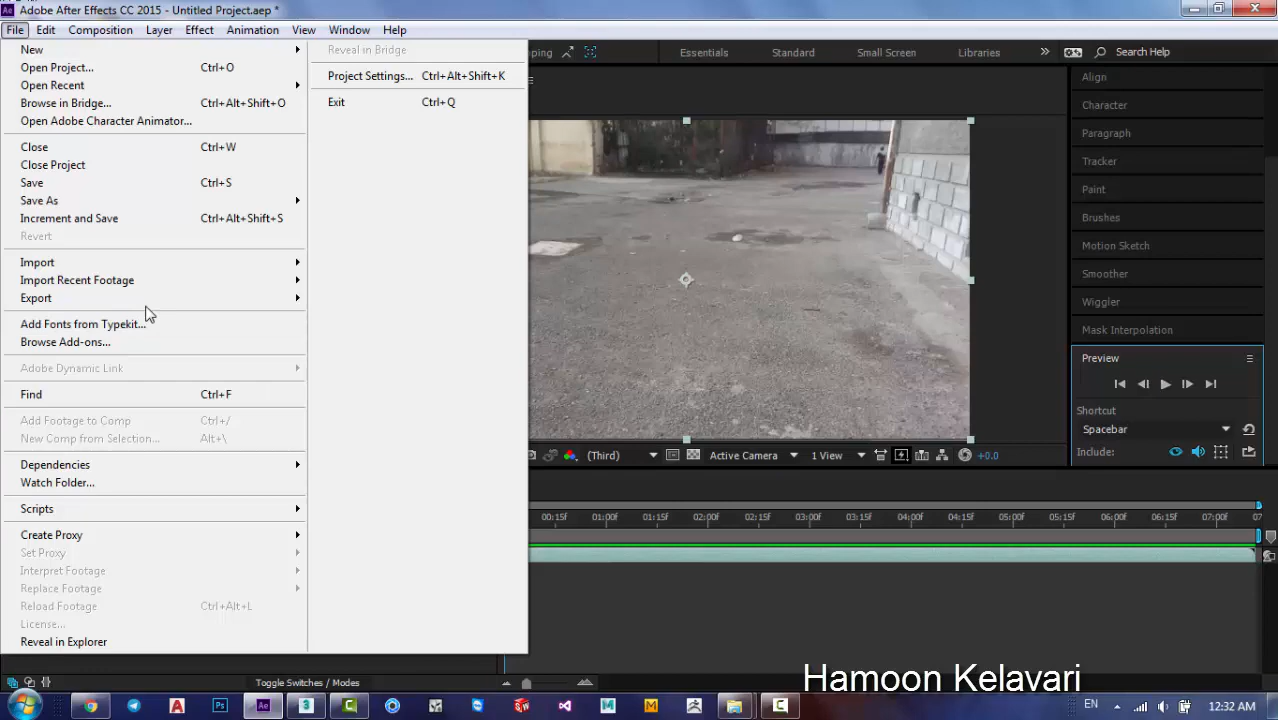 Adobe After Effects CC 2015 - Untitled Project.aep *
File Edit Composition Layer Effect Animation View Window Help
New
Open Project... Ctrl+O
Open Recent
Browse in Bridge... Ctrl+Alt+Shift+O
Open Adobe Character Animator...
Close Ctrl+W
Close Project
Save Ctrl+S
Save As
Increment and Save Ctrl+Alt+Shift+S
Revert
Import
Import Recent Footage
Export
Add Fonts from Typekit...
Browse Add-ons...
Adobe Dynamic Link
Find Ctrl+F
Add Footage to Comp Ctrl+/
New Comp from Selection... Alt+\
Dependencies
Watch Folder...
Scripts
Create Proxy
Set Proxy
Interpret Footage
Replace Footage
Reload Footage Ctrl+Alt+L
License...
Reveal in Explorer
Reveal in Bridge
Project Settings... Ctrl+Alt+Shift+K
Exit Ctrl+Q
Essentials Standard Small Screen Libraries Search Help
Align
Character
Paragraph
Tracker
Paint
Brushes
Motion Sketch
Smoother
Wiggler
Mask Interpolation
Preview
Shortcut
Spacebar
Include:
(Third) Active Camera 1 View +0.0
00:15f 01:00f 01:15f 02:00f 02:15f 03:00f 03:15f 04:00f 04:15f 05:00f 05:15f 06:00f 06:15f 07:00f 07
Toggle Switches / Modes
Hamoon Kelavari
EN 12:32 AM